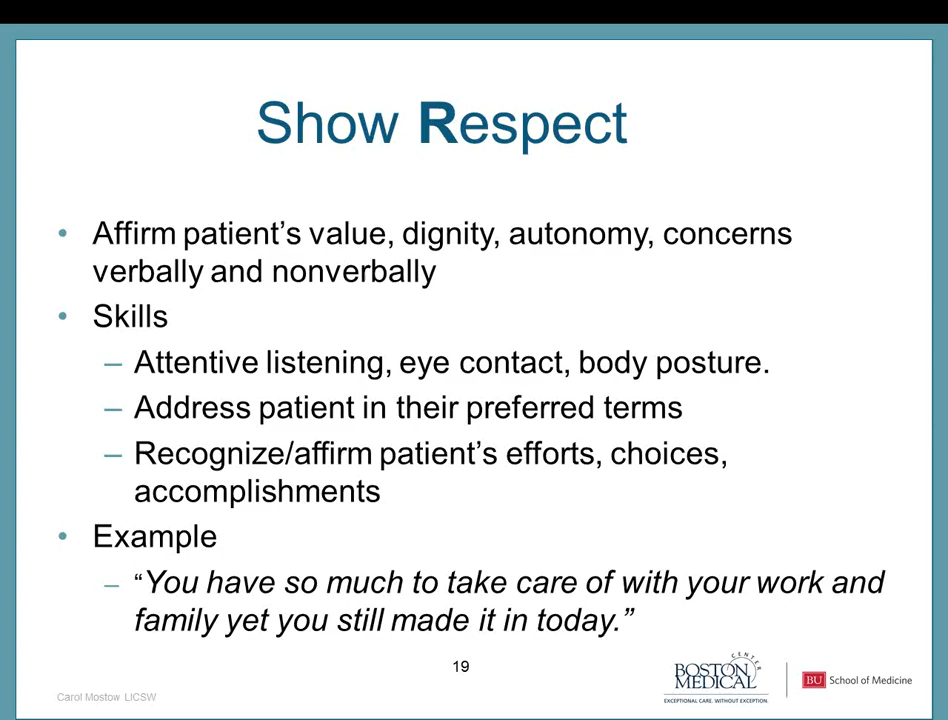 Show Respect
• Affirm patient’s value, dignity, autonomy, concerns
verbally and nonverbally
• Skills
– Attentive listening, eye contact, body posture.
– Address patient in their preferred terms
– Recognize/affirm patient’s efforts, choices,
accomplishments
• Example
– “You have so much to take care of with your work and
family yet you still made it in today.”
19
Carol Mostow LICSW
BOSTON
MEDICAL
CENTER
EXCEPTIONAL CARE. WITHOUT EXCEPTION
BU School of Medicine